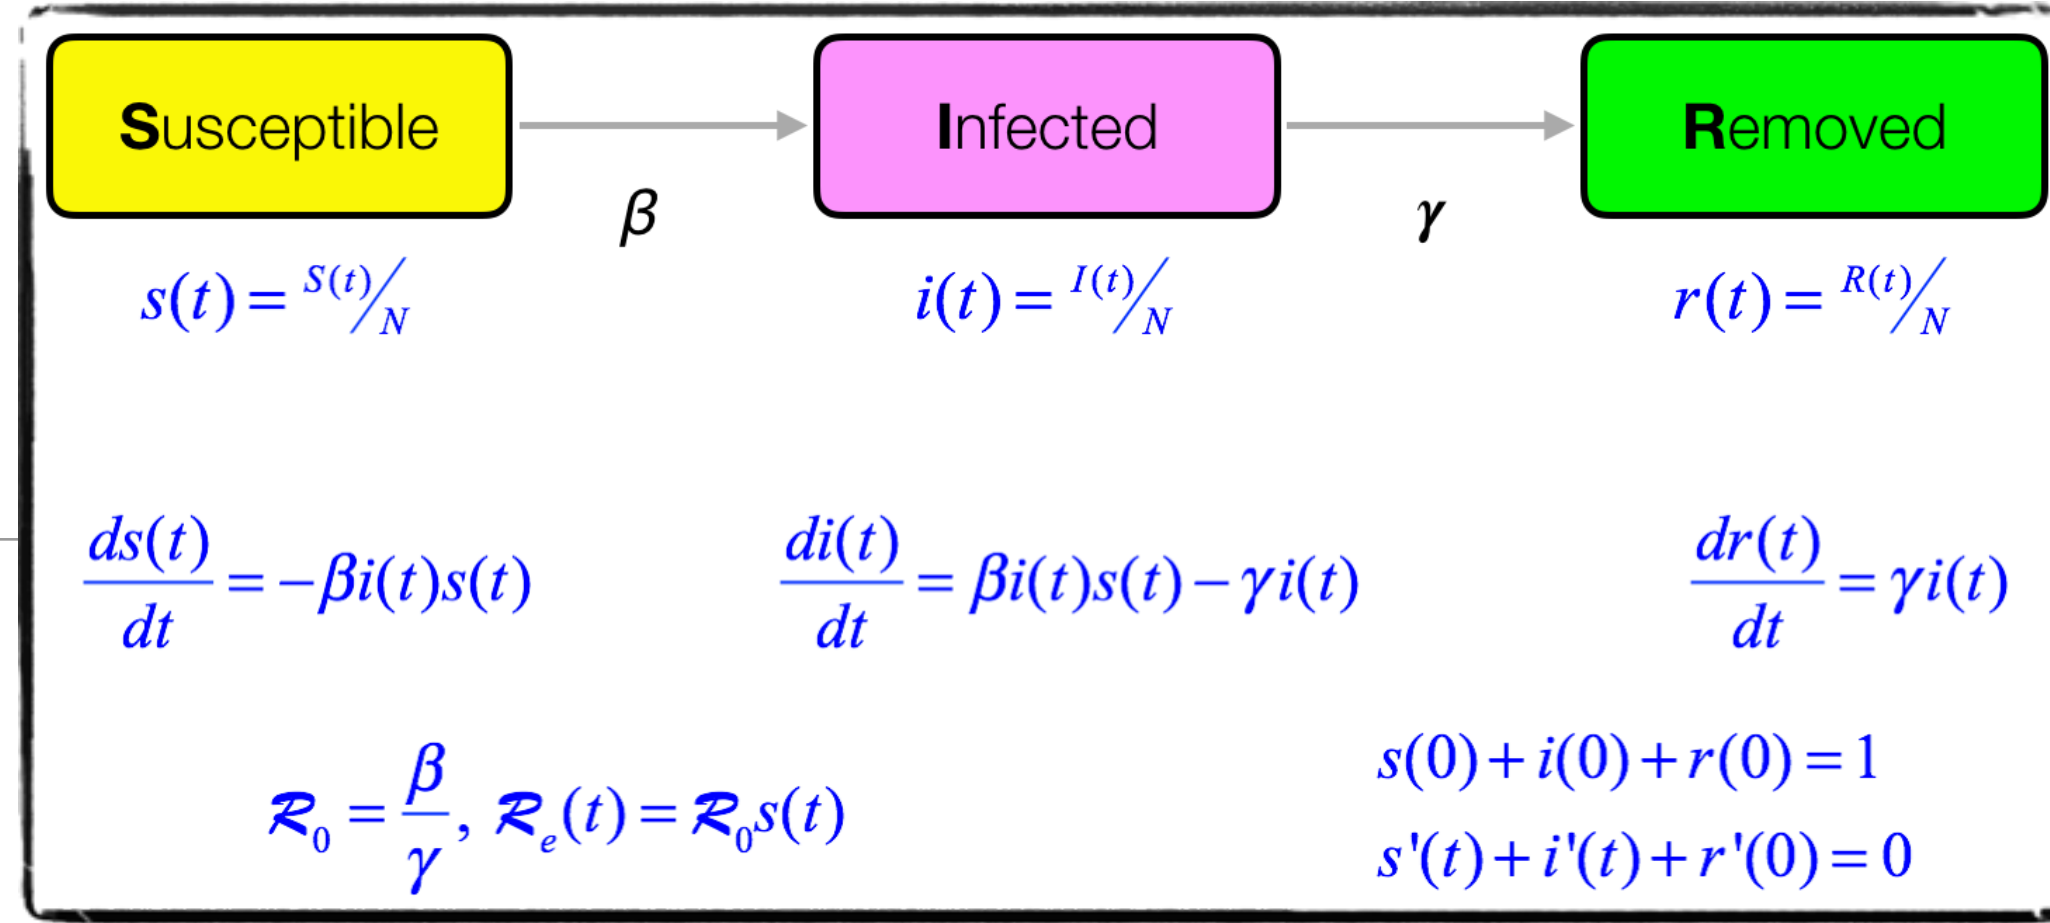 Susceptible Infected Removed
β γ
s(t) = S(t)/N i(t) = I(t)/N r(t) = R(t)/N
ds(t)/dt = −βi(t)s(t) di(t)/dt = βi(t)s(t) − γi(t) dr(t)/dt = γi(t)
ℛ₀ = β/γ, ℛₑ(t) = ℛ₀s(t)
s(0) + i(0) + r(0) = 1
s'(t) + i'(t) + r'(0) = 0